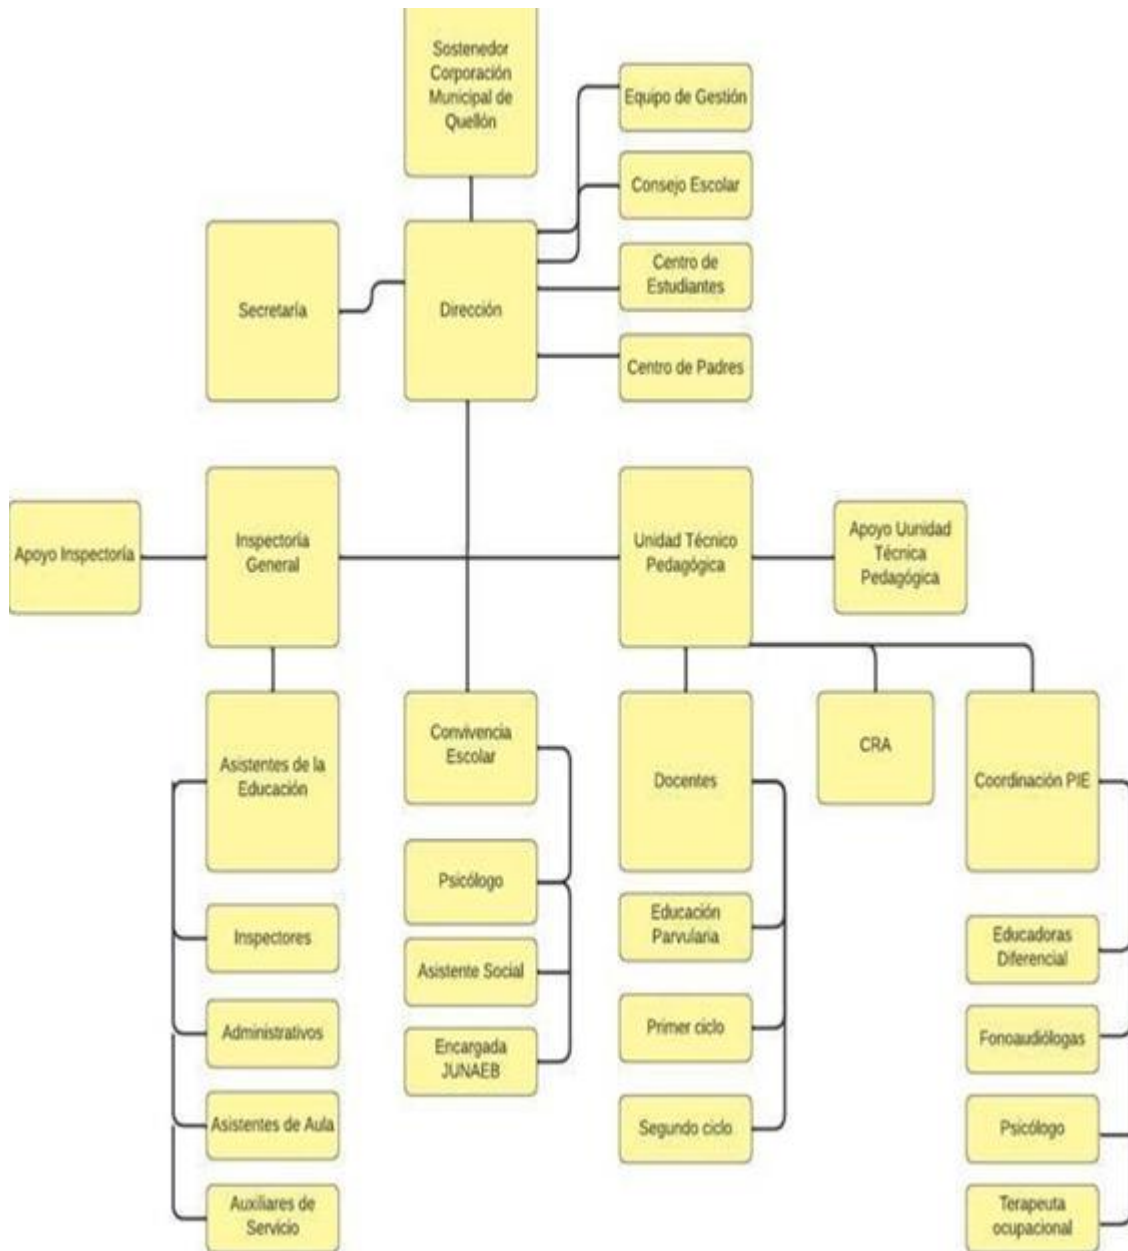 Sostenedor
Corporación
Municipal de
Quellón
Equipo de Gestión
Consejo Escolar
Centro de
Estudiantes
Centro de Padres
Secretaría
Dirección
Apoyo Inspectoría
Inspectoría
General
Unidad Técnico
Pedagógica
Apoyo Uunidad
Técnica
Pedagógica
Asistentes de la
Educación
Convivencia
Escolar
Docentes
CRA
Coordinación PIE
Inspectores
Administrativos
Asistentes de Aula
Auxiliares de
Servicio
Psicólogo
Asistente Social
Encargada
JUNAEB
Educación
Parvularia
Primer ciclo
Segundo ciclo
Educadoras
Diferencial
Fonoaudiólogas
Psicólogo
Terapeuta
ocupacional